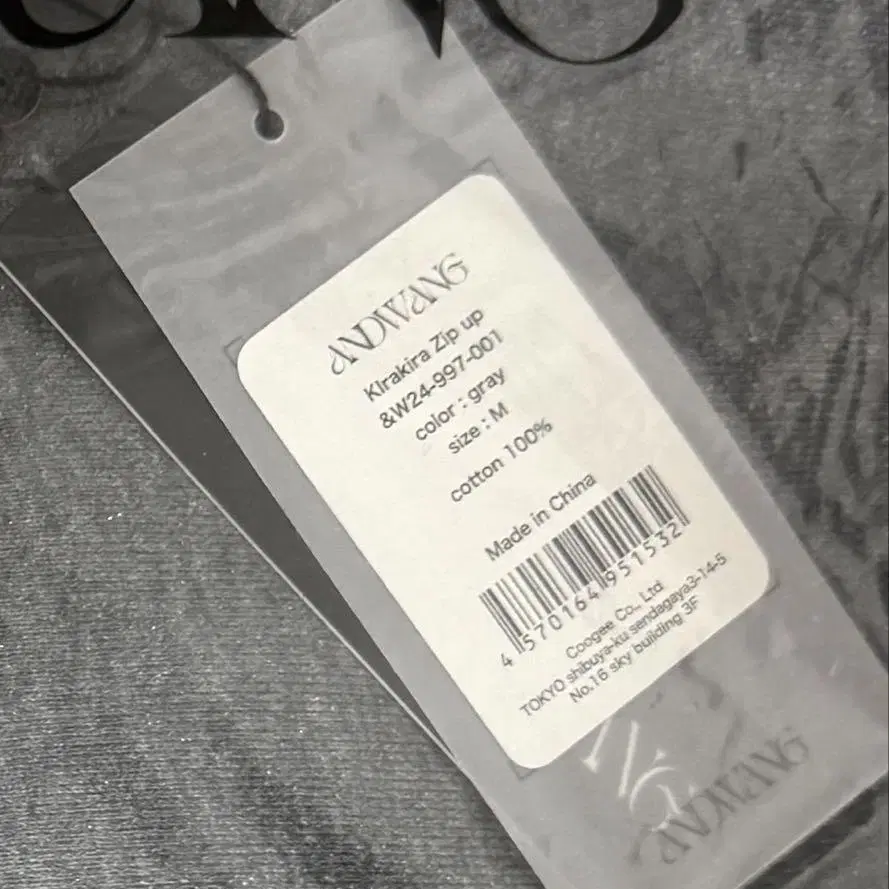 ANDWANG
Kirakira Zip up
&W24-997-001
color : gray
size : M
cotton 100%
Made in China
4 570164 951532
Coogee Co., Ltd
TOKYO shibuya-ku sendagaya3-14-5
No.16 sky building 3F
ANDWANG